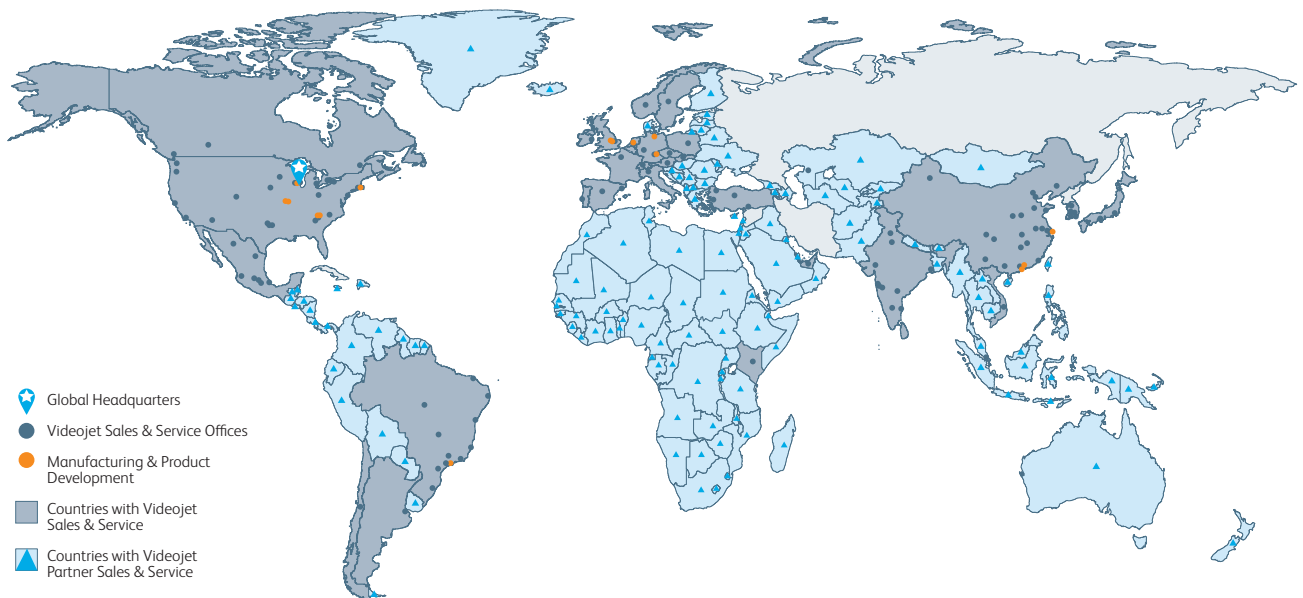 Global Headquarters
Videojet Sales & Service Offices
Manufacturing & Product
Development
Countries with Videojet
Sales & Service
Countries with Videojet
Partner Sales & Service